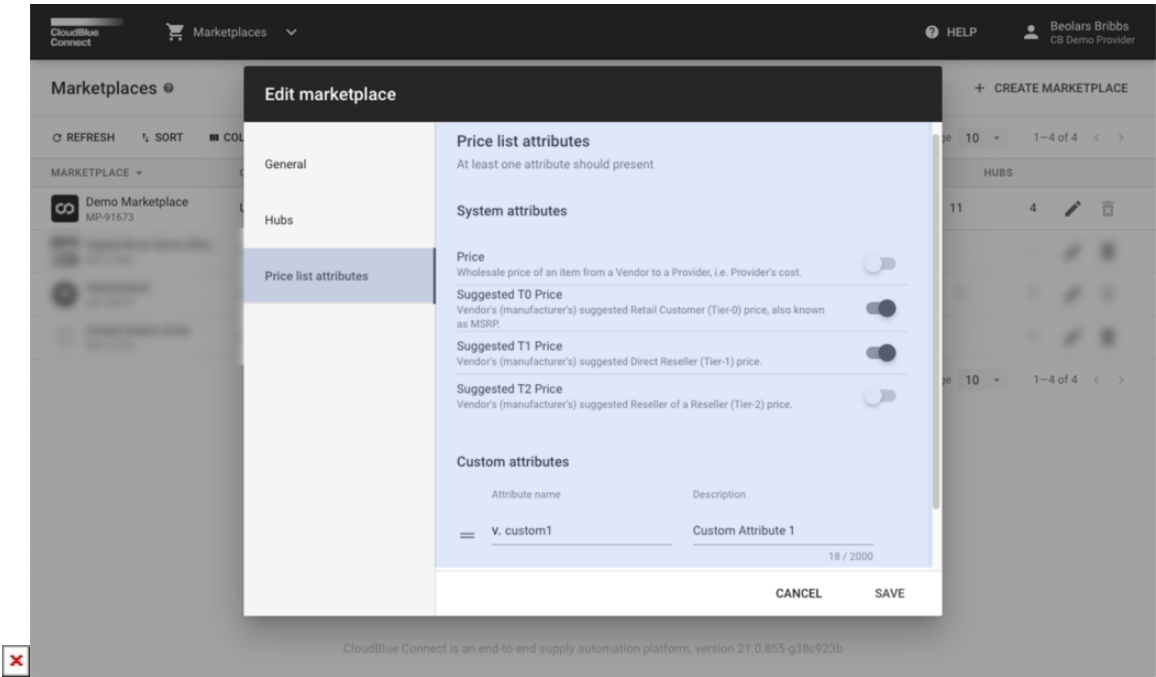 CloudBlue
Connect
Marketplaces
HELP
Beolars Bribbs
CB Demo Provider
Marketplaces
+ CREATE MARKETPLACE
Edit marketplace
REFRESH
SORT
COL
10
1–4 of 4
MARKETPLACE
HUBS
Demo Marketplace
MP-91673
11
4
General
Hubs
Price list attributes
Price list attributes
At least one attribute should present
System attributes
Price
Wholesale price of an item from a Vendor to a Provider, i.e. Provider's cost.
Suggested T0 Price
Vendor's (manufacturer's) suggested Retail Customer (Tier-0) price, also known
as MSRP.
Suggested T1 Price
Vendor's (manufacturer's) suggested Direct Reseller (Tier-1) price.
Suggested T2 Price
Vendor's (manufacturer's) suggested Reseller of a Reseller (Tier-2) price.
10
1–4 of 4
Custom attributes
Attribute name
Description
v. custom1
Custom Attribute 1
18 / 2000
CANCEL
SAVE
CloudBlue Connect is an end-to-end supply automation platform, version 21.0.855-g38c923b